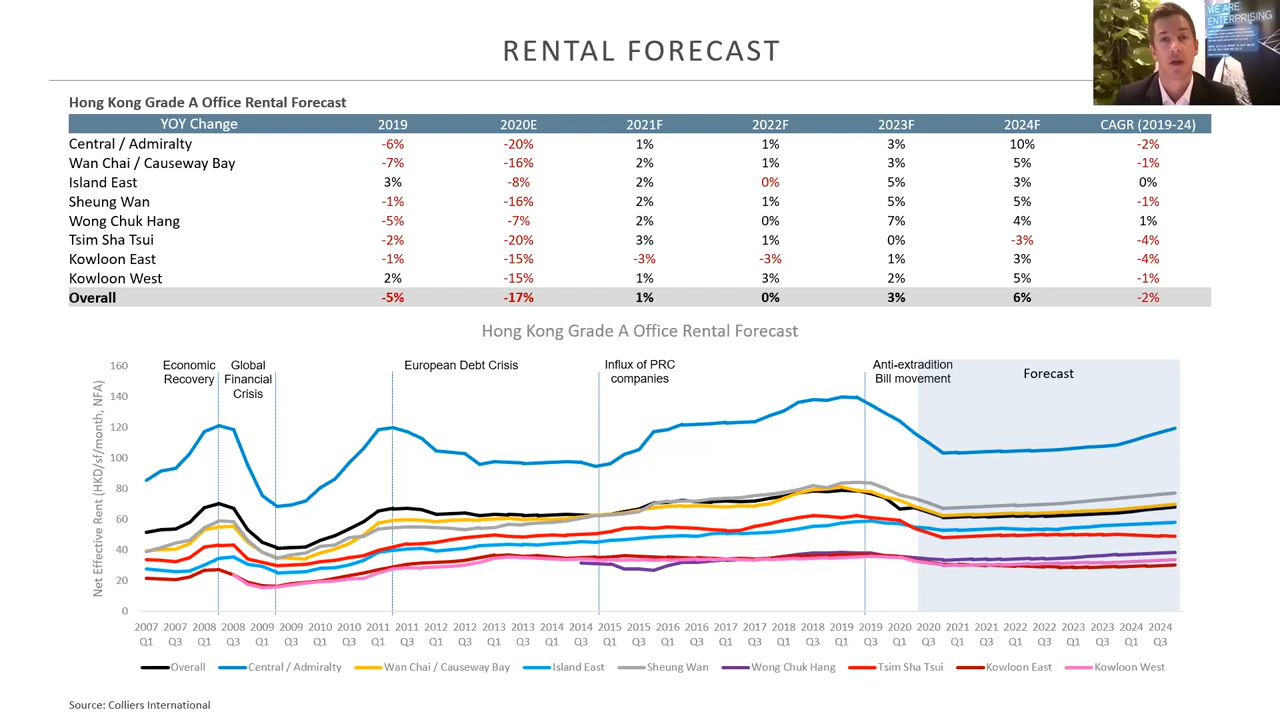 RENTAL FORECAST
WE ARE
ENTERPRISING
Hong Kong Grade A Office Rental Forecast
YOY Change 2019 2020E 2021F 2022F 2023F 2024F CAGR (2019-24)
Central / Admiralty -6% -20% 1% 1% 3% 10% -2%
Wan Chai / Causeway Bay -7% -16% 2% 1% 3% 5% -1%
Island East 3% -8% 2% 0% 5% 3% 0%
Sheung Wan -1% -16% 2% 1% 5% 5% -1%
Wong Chuk Hang -5% -7% 2% 0% 7% 4% 1%
Tsim Sha Tsui -2% -20% 3% 1% 0% -3% -4%
Kowloon East -1% -15% -3% -3% 1% 3% -4%
Kowloon West 2% -15% 1% 3% 2% 5% -1%
Overall -5% -17% 1% 0% 3% 6% -2%
Hong Kong Grade A Office Rental Forecast
Net Effective Rent (HKD/sf/month, NFA)
160
140
120
100
80
60
40
20
0
Economic
Recovery
Global
Financial
Crisis
European Debt Crisis
Influx of PRC
companies
Anti-extradition
Bill movement
Forecast
2007 2007 2008 2008 2009 2009 2010 2010 2011 2011 2012 2012 2013 2013 2014 2014 2015 2015 2016 2016 2017 2017 2018 2018 2019 2019 2020 2020 2021 2021 2022 2022 2023 2023 2024 2024
Q1 Q3 Q1 Q3 Q1 Q3 Q1 Q3 Q1 Q3 Q1 Q3 Q1 Q3 Q1 Q3 Q1 Q3 Q1 Q3 Q1 Q3 Q1 Q3 Q1 Q3 Q1 Q3 Q1 Q3 Q1 Q3 Q1 Q3 Q1 Q3
Overall Central / Admiralty Wan Chai / Causeway Bay Island East Sheung Wan Wong Chuk Hang Tsim Sha Tsui Kowloon East Kowloon West
Source: Colliers International